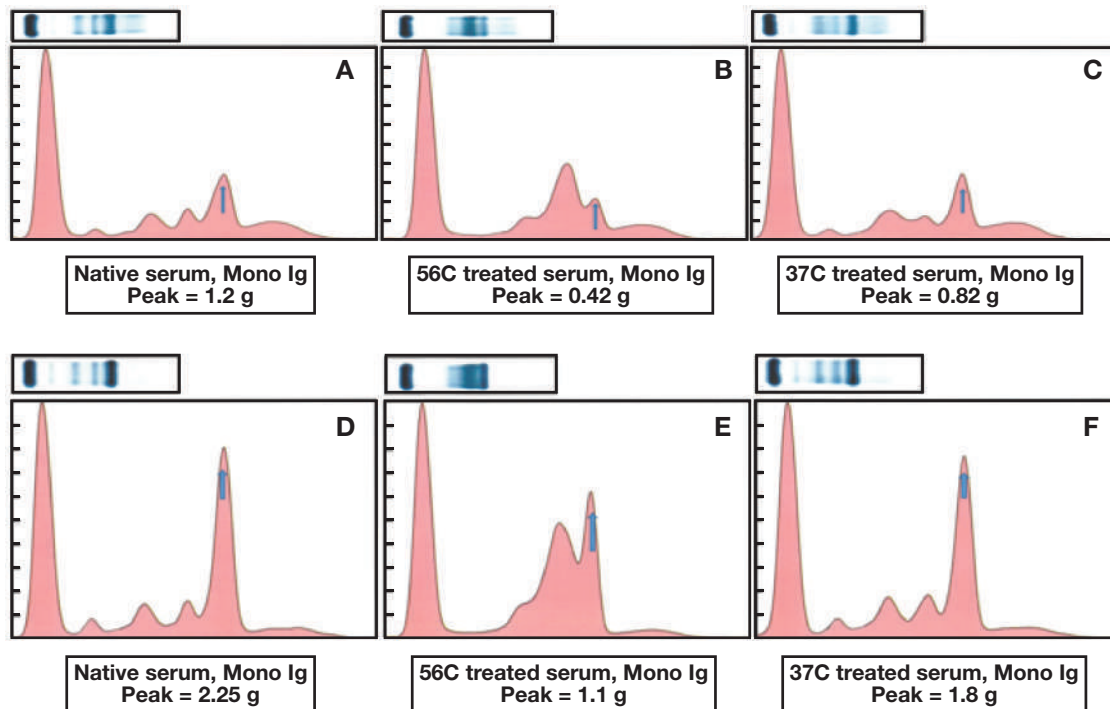 A
B
C
Native serum, Mono Ig
Peak = 1.2 g
56C treated serum, Mono Ig
Peak = 0.42 g
37C treated serum, Mono Ig
Peak = 0.82 g
D
E
F
Native serum, Mono Ig
Peak = 2.25 g
56C treated serum, Mono Ig
Peak = 1.1 g
37C treated serum, Mono Ig
Peak = 1.8 g